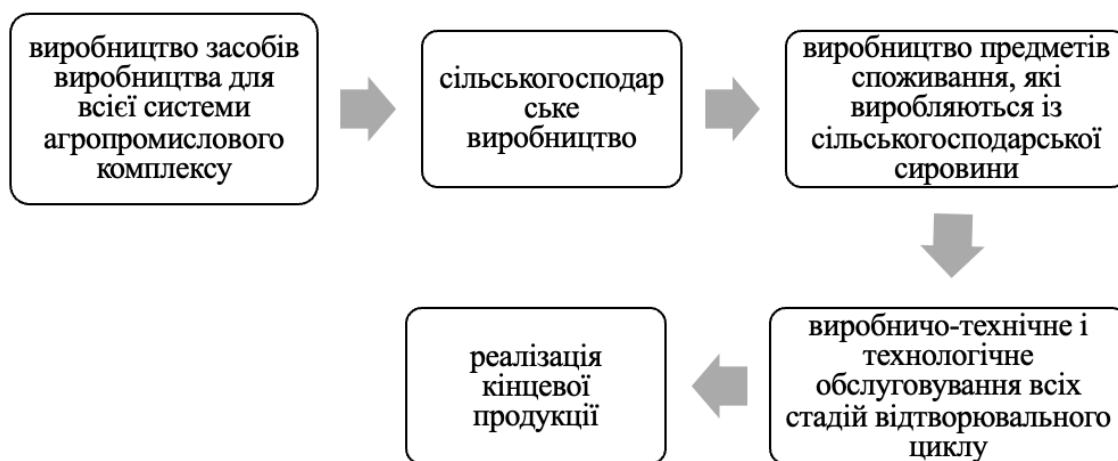 виробництво засобів
виробництва для
всієї системи
агропромислового
комплексу
сільськогосподар
ське
виробництво
виробництво предметів
споживання, які
виробляються із
сільськогосподарської
сировини
виробничо-технічне і
технологічне
обслуговування всіх
стадій відтворювального
циклу
реалізація
кінцевої
продукції